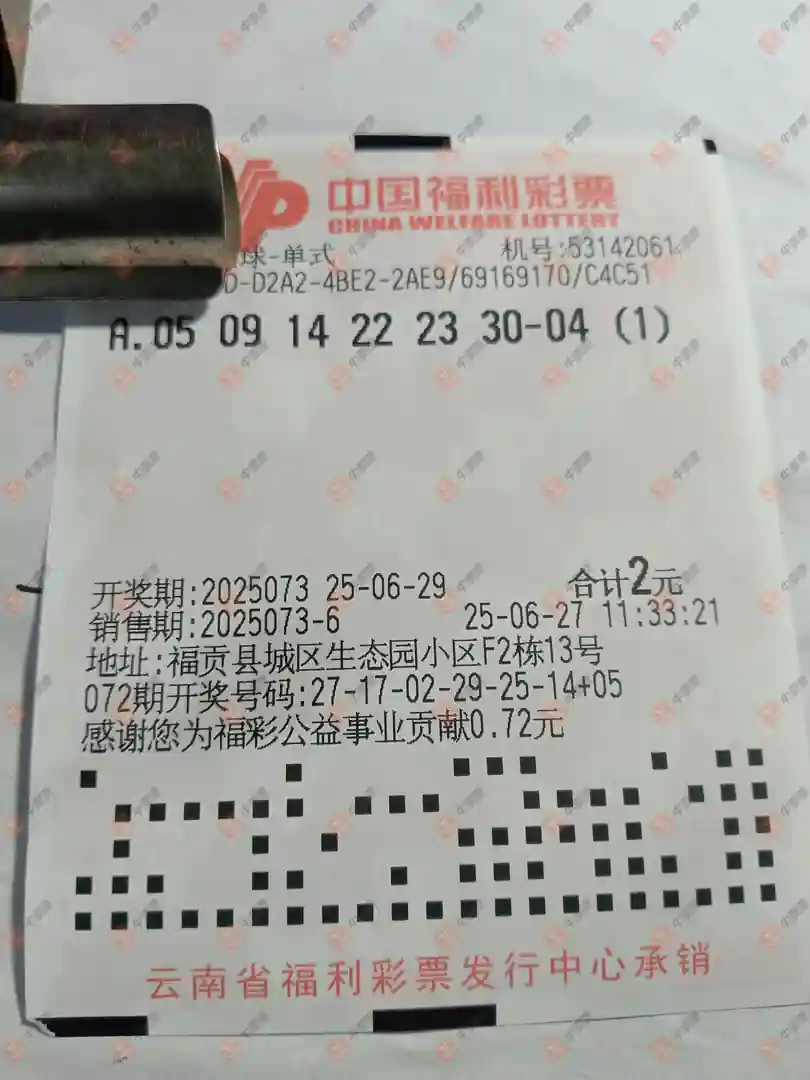 中国福利彩票
CHINA WELFARE LOTTERY
球-单式 机号:53142061
D-D2A2-4BE2-2AE9/69169170/C4C51
A.05 09 14 22 23 30-04 (1)
开奖期:2025073 25-06-29 合计2元
销售期:2025073-6 25-06-27 11:33:21
地址:福贡县城区生态园小区F2栋13号
072期开奖号码:27-17-02-29-25-14+05
感谢您为福彩公益事业贡献0.72元
云南省福利彩票发行中心承销